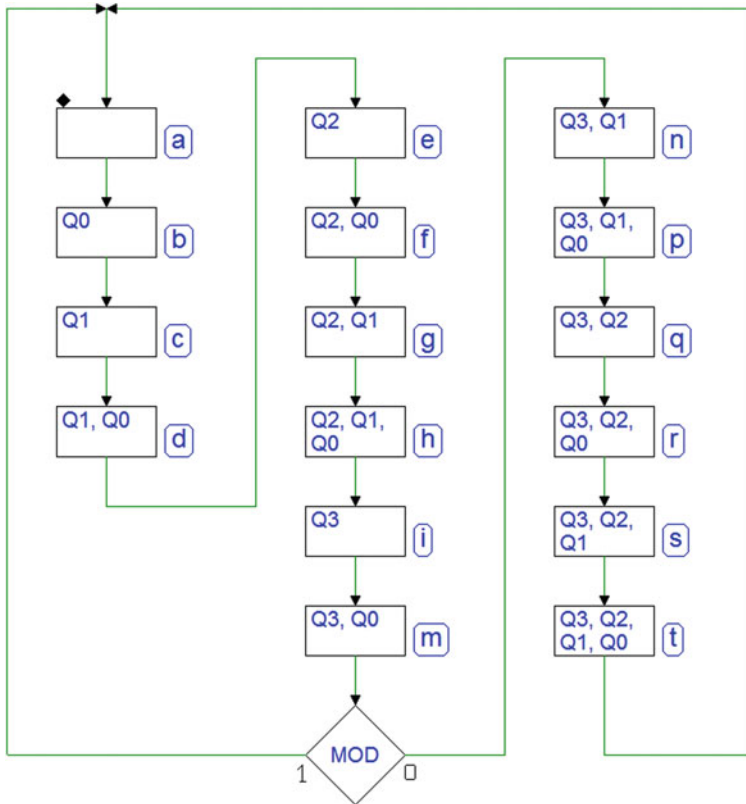 a
Q0
b
Q1
c
Q1, Q0
d
Q2
e
Q2, Q0
f
Q2, Q1
g
Q2, Q1,
Q0
h
Q3
i
Q3, Q0
m
MOD
1
0
Q3, Q1
n
Q3, Q1,
Q0
p
Q3, Q2
q
Q3, Q2,
Q0
r
Q3, Q2,
Q1
s
Q3, Q2,
Q1, Q0
t